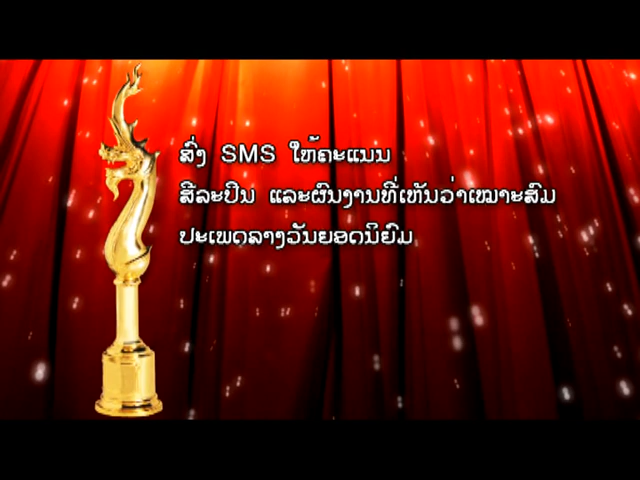 ສົ່ງ SMS ໃຫ້ຄະແນນ
ສີລະປິນ ແລະຜົນງານທີ່ເຫັນວ່າເໝາະສົມ
ປະເພດລາງວັນຍອດນິຍົມ